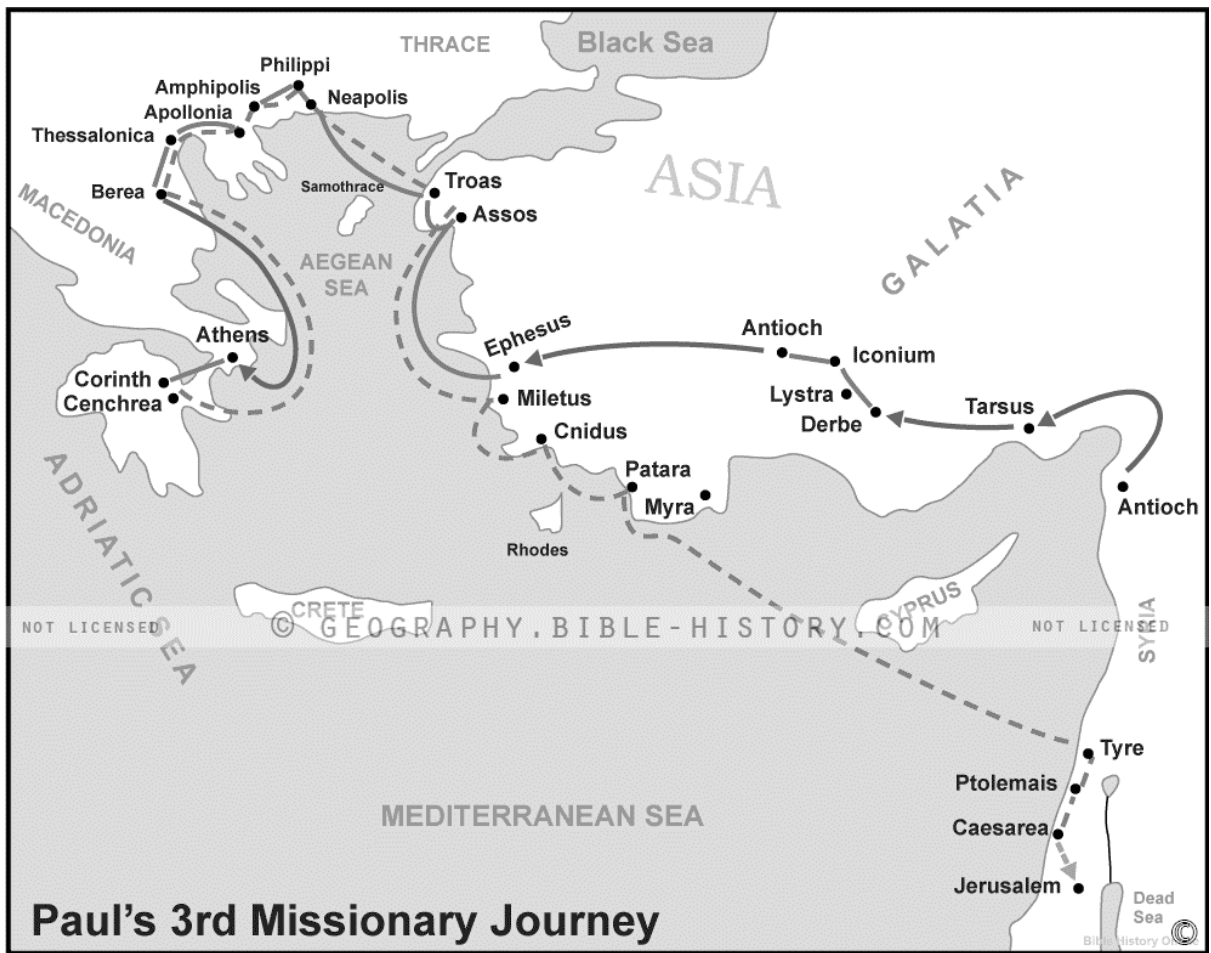 THRACE
Black Sea
Philippi
Amphipolis
Neapolis
Apollonia
Thessalonica
Troas
ASIA
Samothrace
Berea
Assos
MACEDONIA
GALATIA
AEGEAN
SEA
Athens
Ephesus
Antioch
Iconium
Corinth
Cenchrea
Miletus
Lystra
Derbe
Tarsus
Cnidus
Patara
Myra
Antioch
ADRIATIC SEA
Rhodes
CRETE
CYPRUS
SYRIA
NOT LICENSED
© GEOGRAPHY.BIBLE-HISTORY.COM
NOT LICENSED
Tyre
Ptolemais
Caesarea
MEDITERRANEAN SEA
Jerusalem
Dead
Sea
Paul's 3rd Missionary Journey
©
Bible History Online